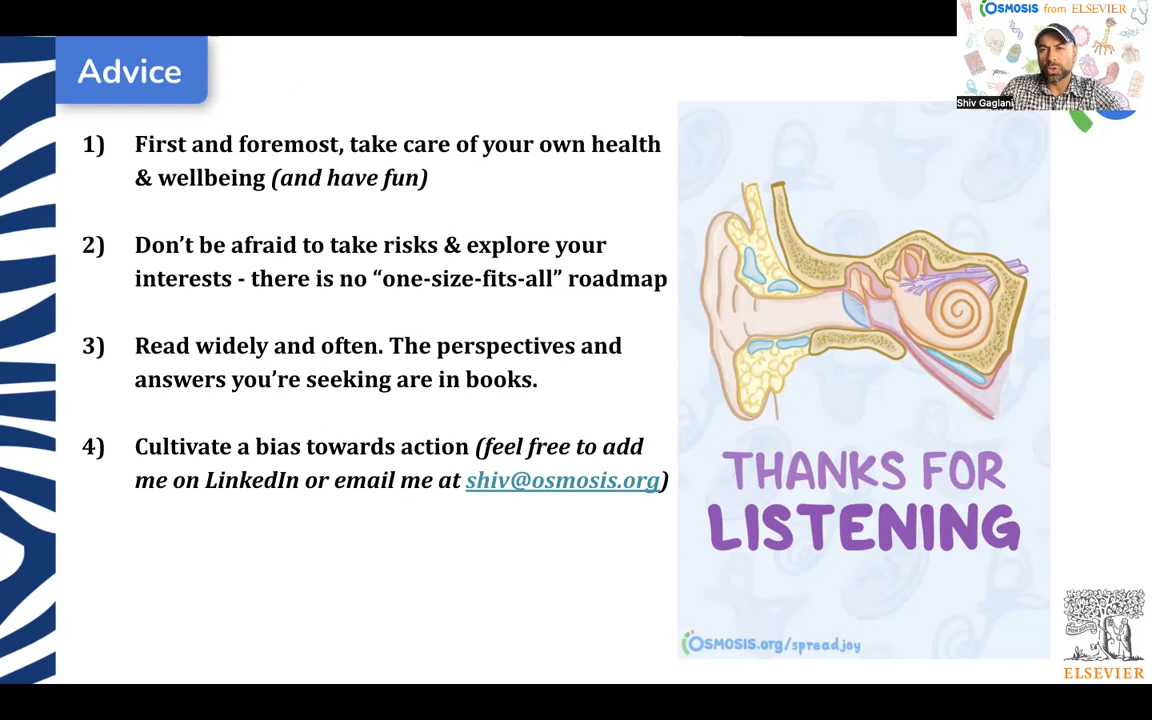 OSMOSIS from ELSEVIER
Advice
Shiv Gaglani
1) First and foremost, take care of your own health
& wellbeing (and have fun)
2) Don’t be afraid to take risks & explore your
interests - there is no “one-size-fits-all” roadmap
3) Read widely and often. The perspectives and
answers you’re seeking are in books.
4) Cultivate a bias towards action (feel free to add
me on LinkedIn or email me at shiv@osmosis.org)
THANKS FOR
LISTENING
OSMOSIS.org/spreadjoy
NON SOLUS
ELSEVIER